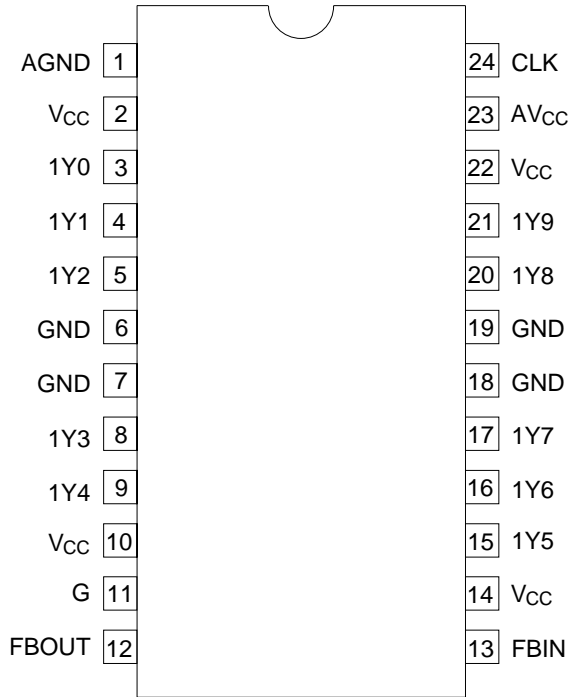 AGND 1 24 CLK
VCC 2 23 AVCC
1Y0 3 22 VCC
1Y1 4 21 1Y9
1Y2 5 20 1Y8
GND 6 19 GND
GND 7 18 GND
1Y3 8 17 1Y7
1Y4 9 16 1Y6
VCC 10 15 1Y5
G 11 14 VCC
FBOUT 12 13 FBIN